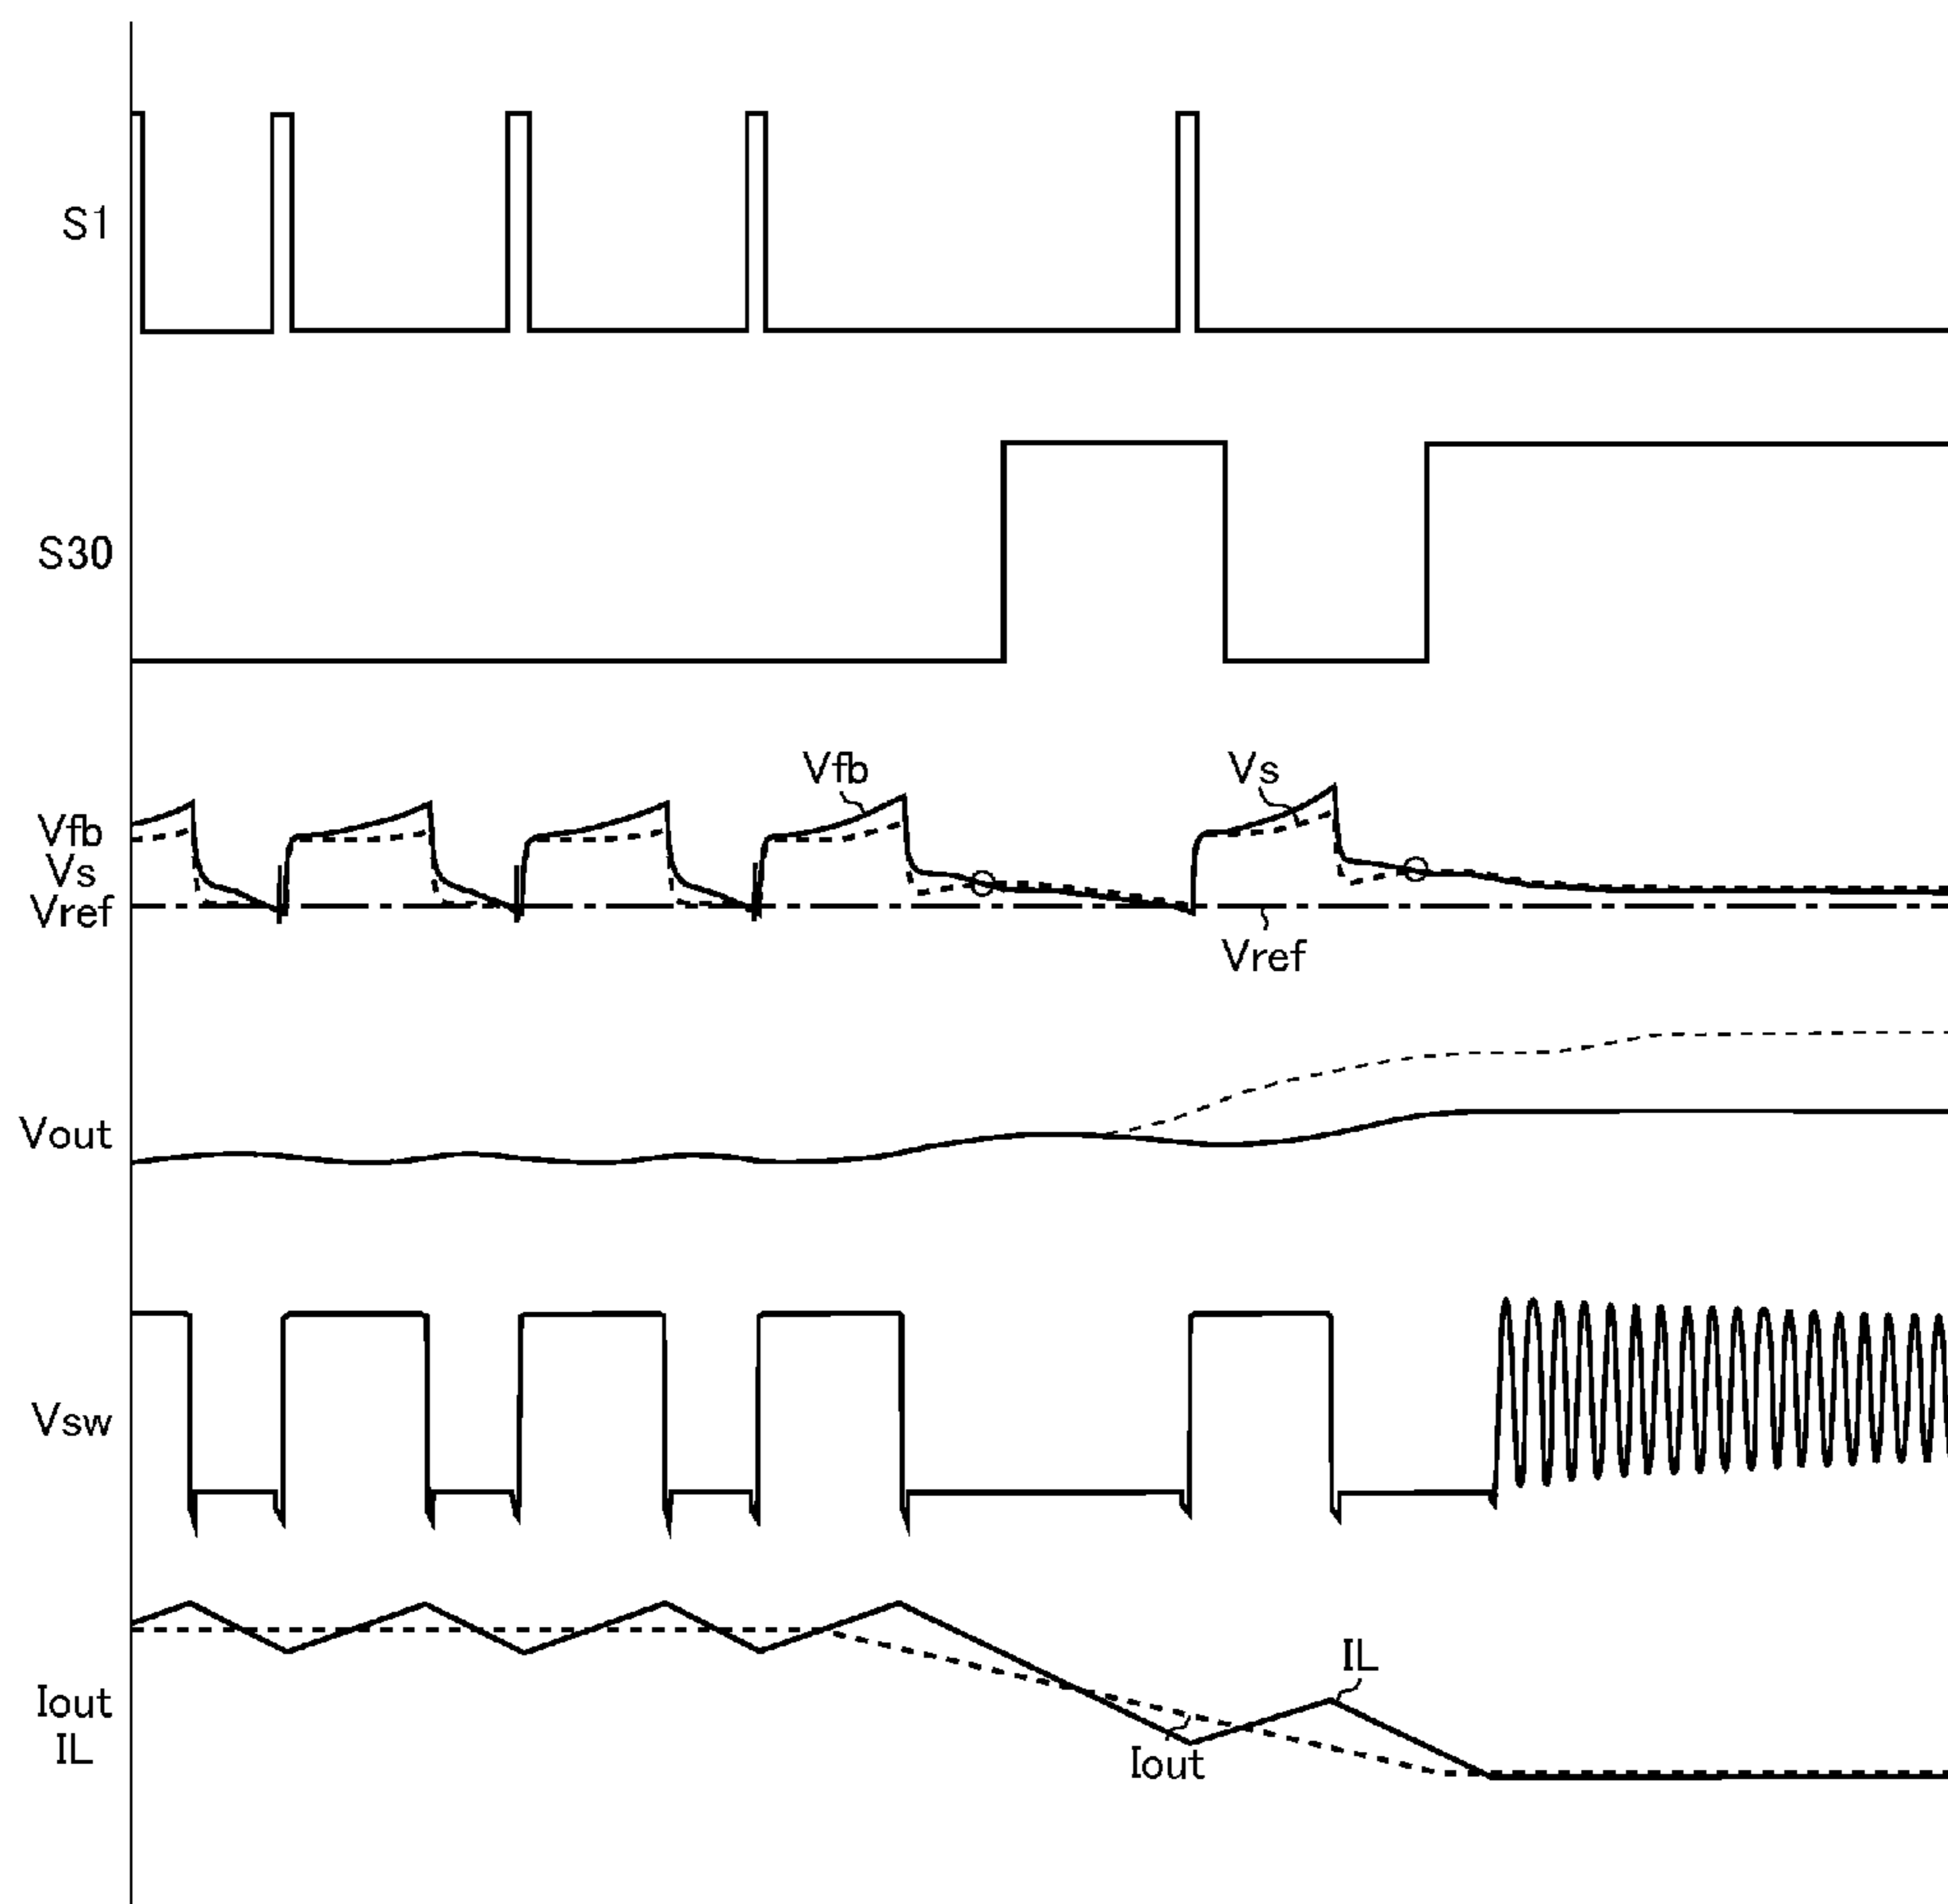 S1
S30
Vfb
Vs
Vfb
Vs
Vref
Vref
Vout
Vsw
IL
Iout
IL
Iout